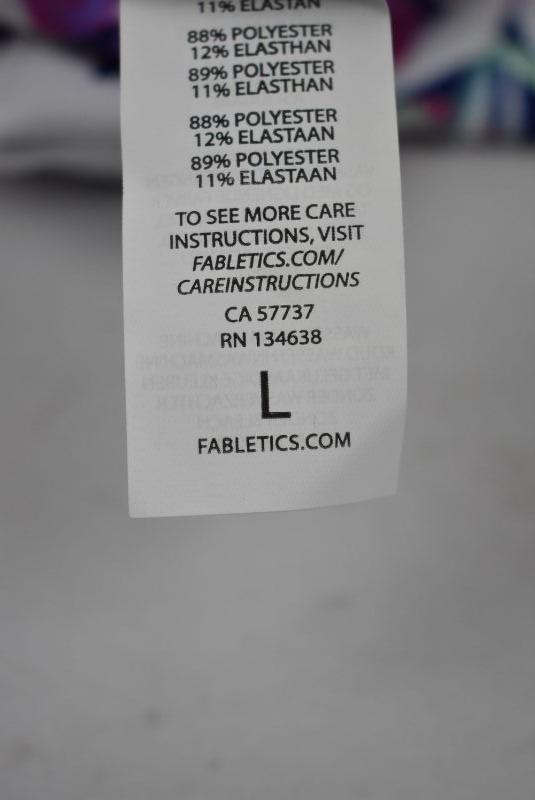 11% ELASTAN
88% POLYESTER
12% ELASTHAN
89% POLYESTER
11% ELASTHAN
88% POLYESTER
12% ELASTAAN
89% POLYESTER
11% ELASTAAN
TO SEE MORE CARE
INSTRUCTIONS, VISIT
FABLETICS.COM/
CAREINSTRUCTIONS
CA 57737
RN 134638
L
FABLETICS.COM